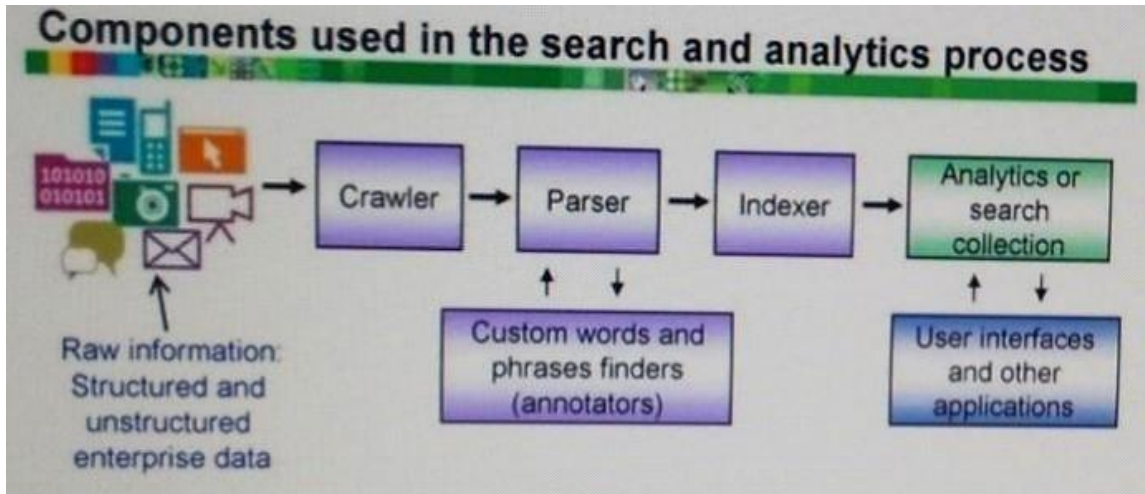 Components used in the search and analytics process
101010
010101
Crawler
Parser
Indexer
Analytics or
search
collection
Custom words and
phrases finders
(annotators)
User interfaces
and other
applications
Raw information:
Structured and
unstructured
enterprise data